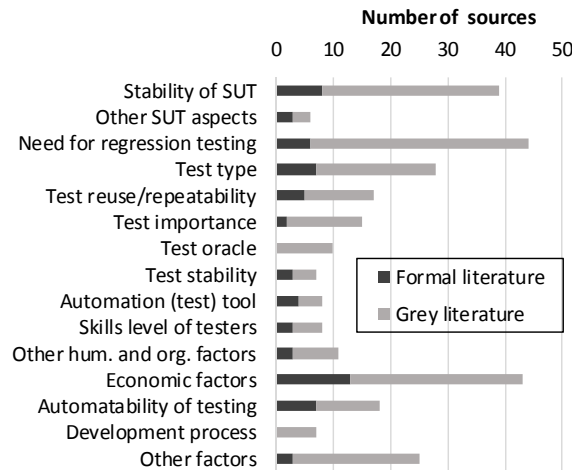 Number of sources
0 10 20 30 40 50
Stability of SUT
Other SUT aspects
Need for regression testing
Test type
Test reuse/repeatability
Test importance
Test oracle
Test stability
Automation (test) tool
Skills level of testers
Other hum. and org. factors
Economic factors
Automatability of testing
Development process
Other factors
Formal literature
Grey literature